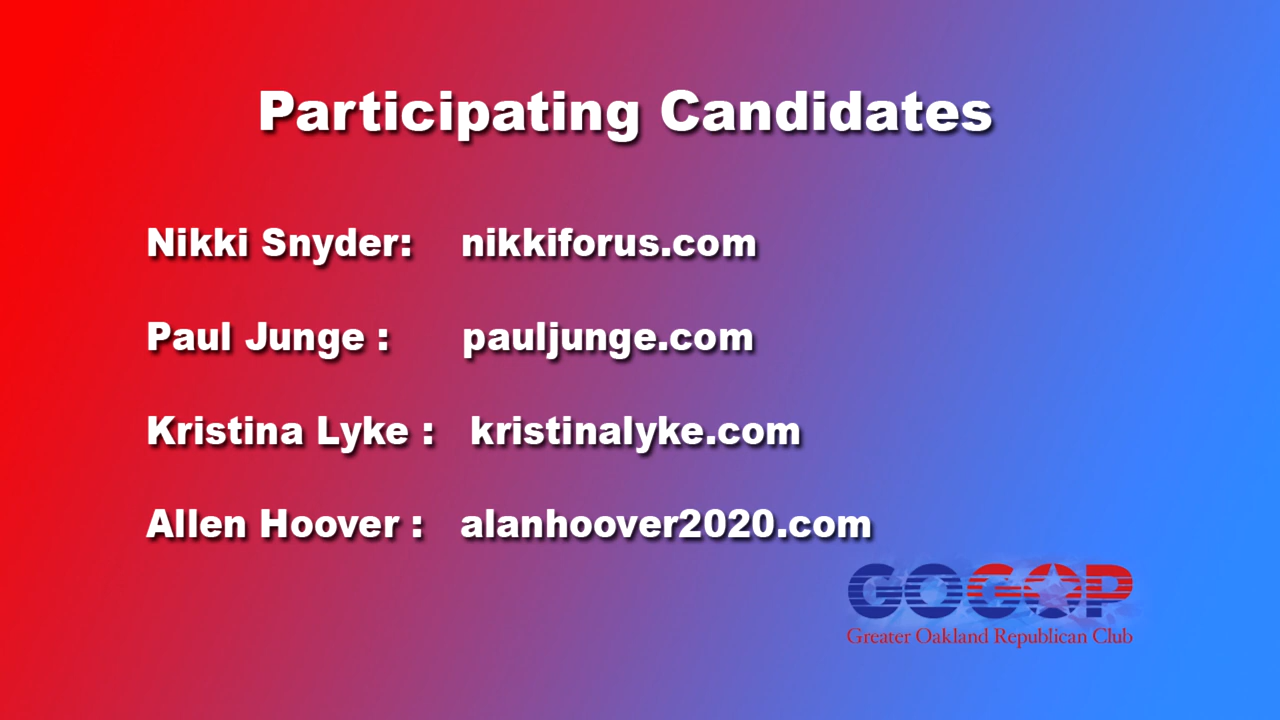 Participating Candidates
Nikki Snyder: nikkiforus.com
Paul Junge : pauljunge.com
Kristina Lyke : kristinalyke.com
Allen Hoover : alanhoover2020.com
GOGOP
Greater Oakland Republican Club